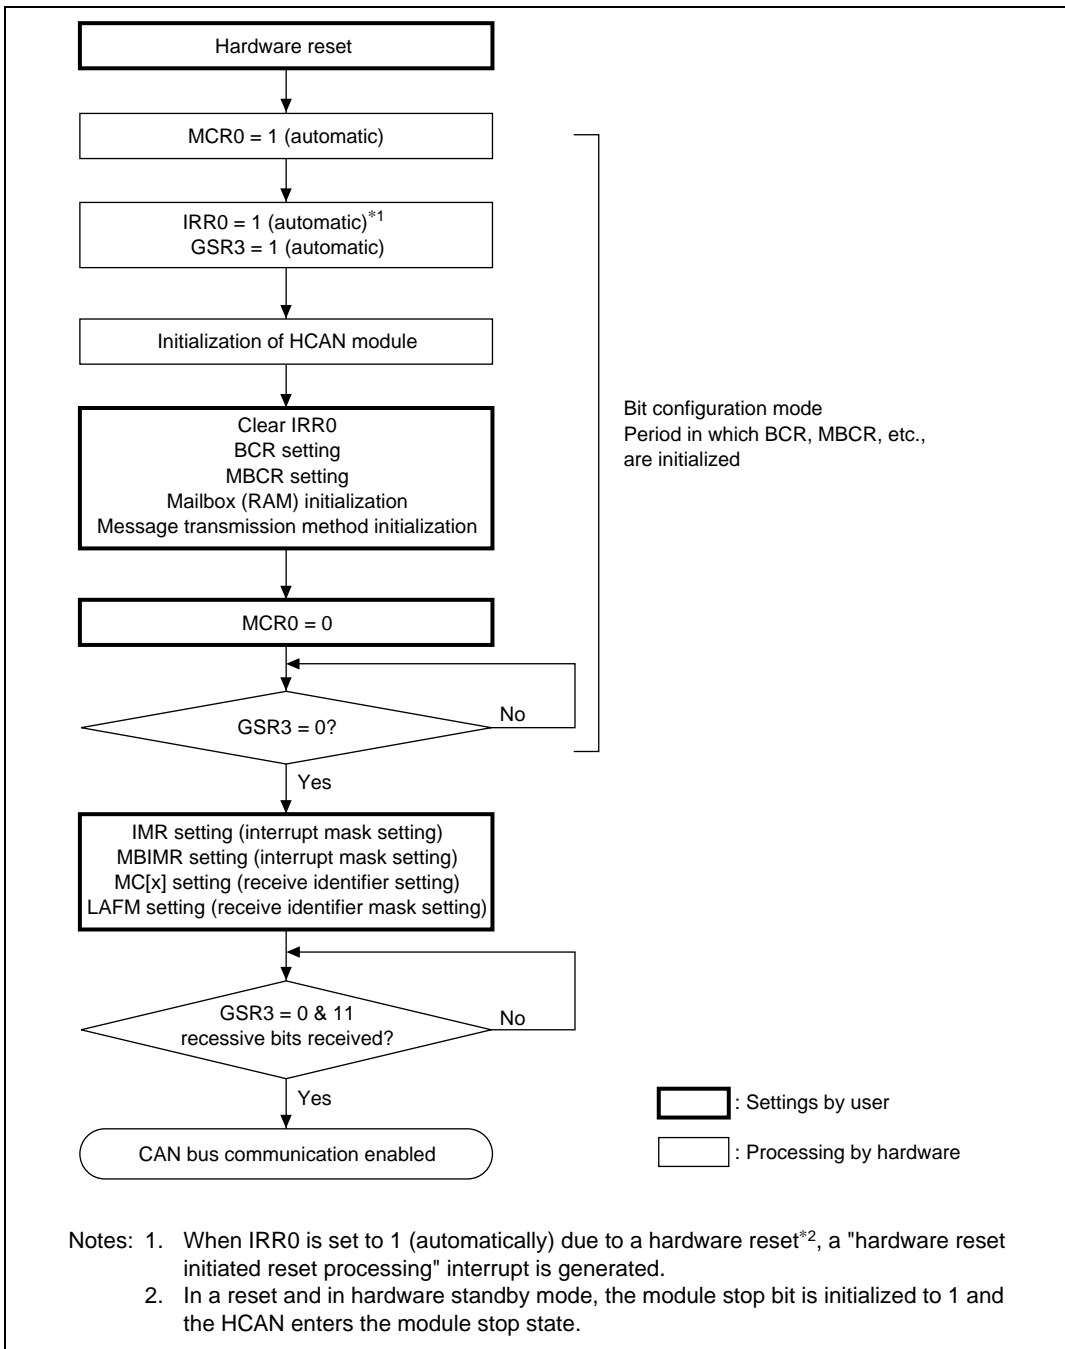 Hardware reset
MCR0 = 1 (automatic)
IRR0 = 1 (automatic)*1
GSR3 = 1 (automatic)
Initialization of HCAN module
Clear IRR0
BCR setting
MBCR setting
Mailbox (RAM) initialization
Message transmission method initialization
Bit configuration mode
Period in which BCR, MBCR, etc.,
are initialized
MCR0 = 0
GSR3 = 0?
No
Yes
IMR setting (interrupt mask setting)
MBIMR setting (interrupt mask setting)
MC[x] setting (receive identifier setting)
LAFM setting (receive identifier mask setting)
GSR3 = 0 & 11
recessive bits received?
No
Yes
CAN bus communication enabled
: Settings by user
: Processing by hardware
Notes: 1. When IRR0 is set to 1 (automatically) due to a hardware reset*2, a "hardware reset
initiated reset processing" interrupt is generated.
2. In a reset and in hardware standby mode, the module stop bit is initialized to 1 and
the HCAN enters the module stop state.